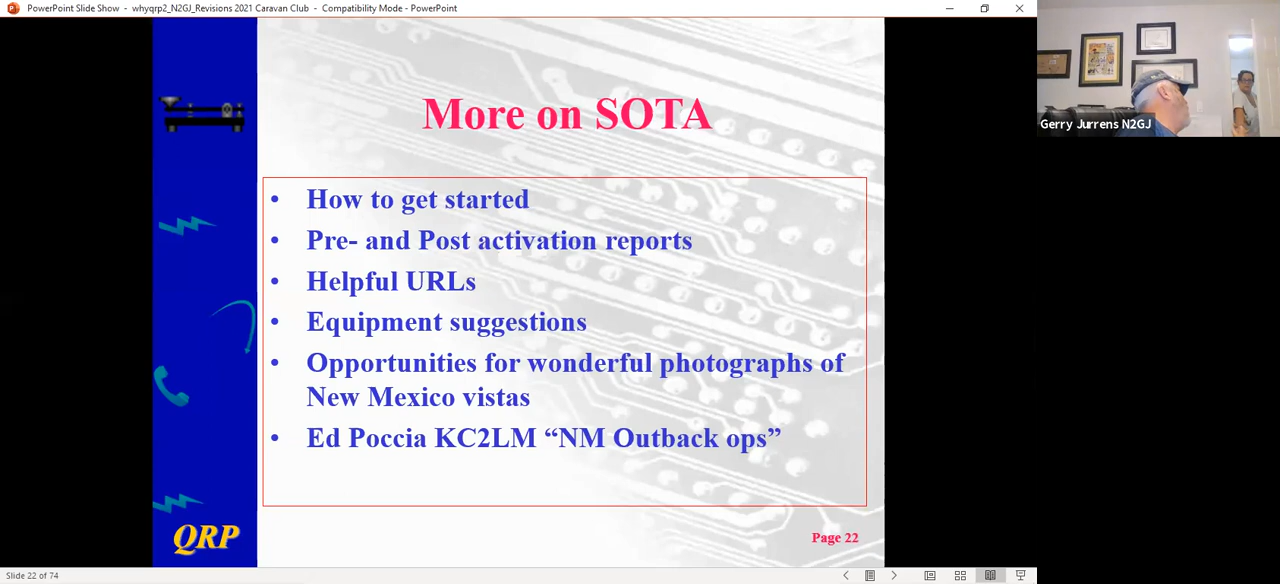 PowerPoint Slide Show - whyqrp2_N2GJ_Revisions 2021 Caravan Club - Compatibility Mode - PowerPoint
More on SOTA
• How to get started
• Pre- and Post activation reports
• Helpful URLs
• Equipment suggestions
• Opportunities for wonderful photographs of
New Mexico vistas
• Ed Poccia KC2LM “NM Outback ops”
QRP
Page 22
Slide 22 of 74
Gerry Jurrens N2GJ